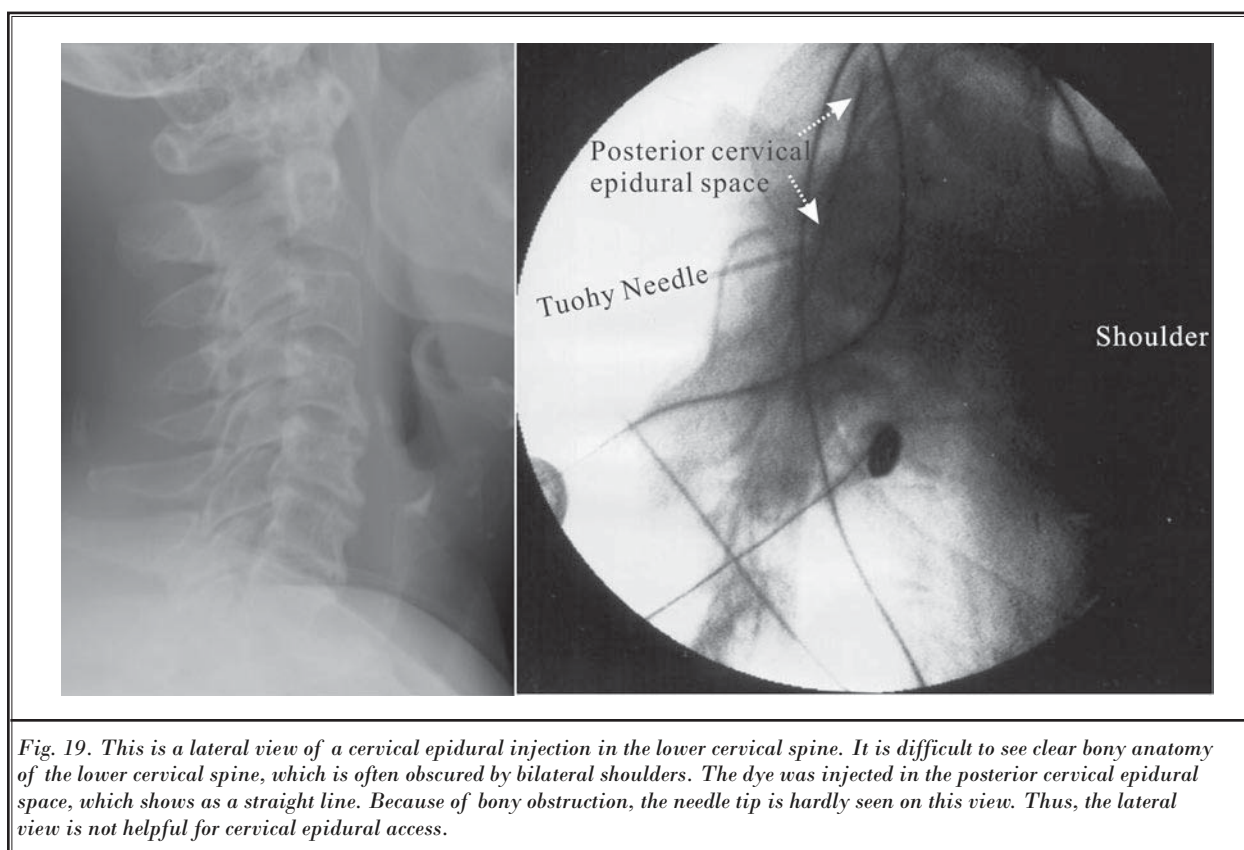 Posterior cervical
epidural space
Tuohy Needle
Shoulder
Fig. 19. This is a lateral view of a cervical epidural injection in the lower cervical spine. It is difficult to see clear bony anatomy
of the lower cervical spine, which is often obscured by bilateral shoulders. The dye was injected in the posterior cervical epidural
space, which shows as a straight line. Because of bony obstruction, the needle tip is hardly seen on this view. Thus, the lateral
view is not helpful for cervical epidural access.